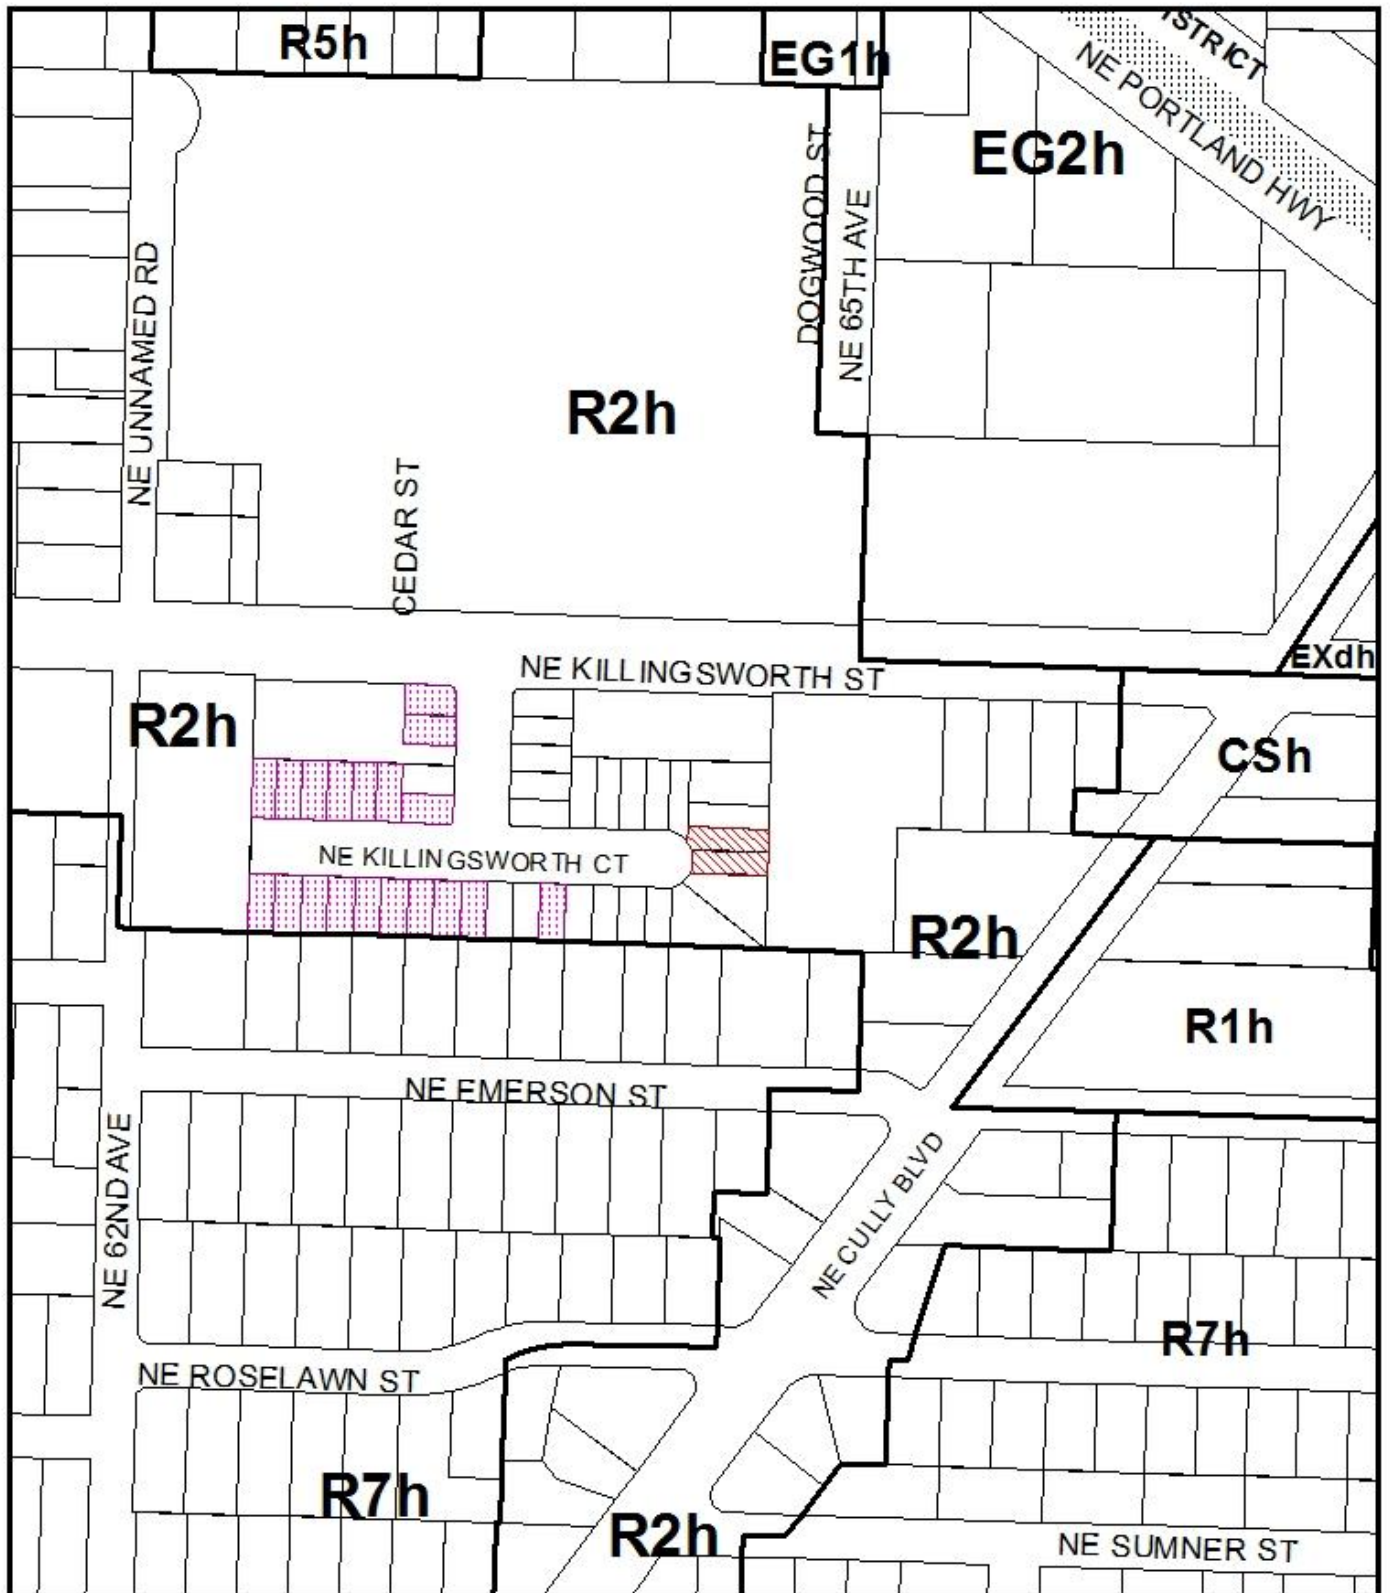 R5h
EG1h
ISTRICT
NE PORTLAND HWY
EG2h
DOGWOOD ST
NE 65TH AVE
NE UNNAMED RD
R2h
CEDAR ST
NE KILLINGSWORTH ST
EXdh
R2h
CSh
NE KILLINGSWORTH CT
R2h
R1h
NE EMERSON ST
NE 62ND AVE
NE CULLY BLVD
R7h
NE ROSELAWN ST
R7h
R2h
NE SUMNER ST